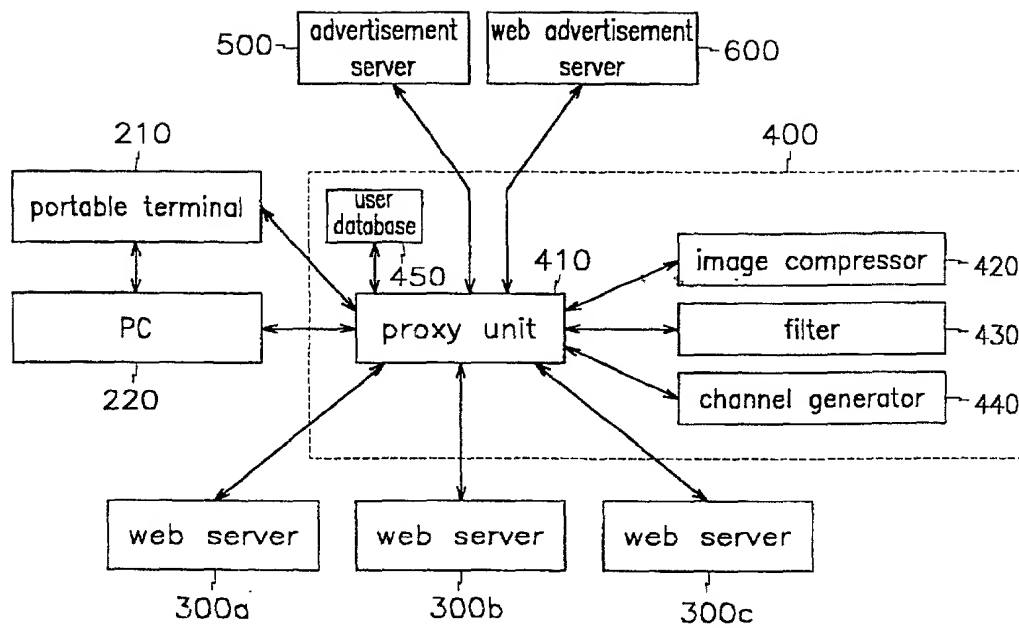 500
advertisement
server
web advertisement
server
600
210
400
portable terminal
user
database
450
410
image compressor
420
PC
proxy unit
filter
430
220
channel generator
440
web server
web server
web server
300a
300b
300c